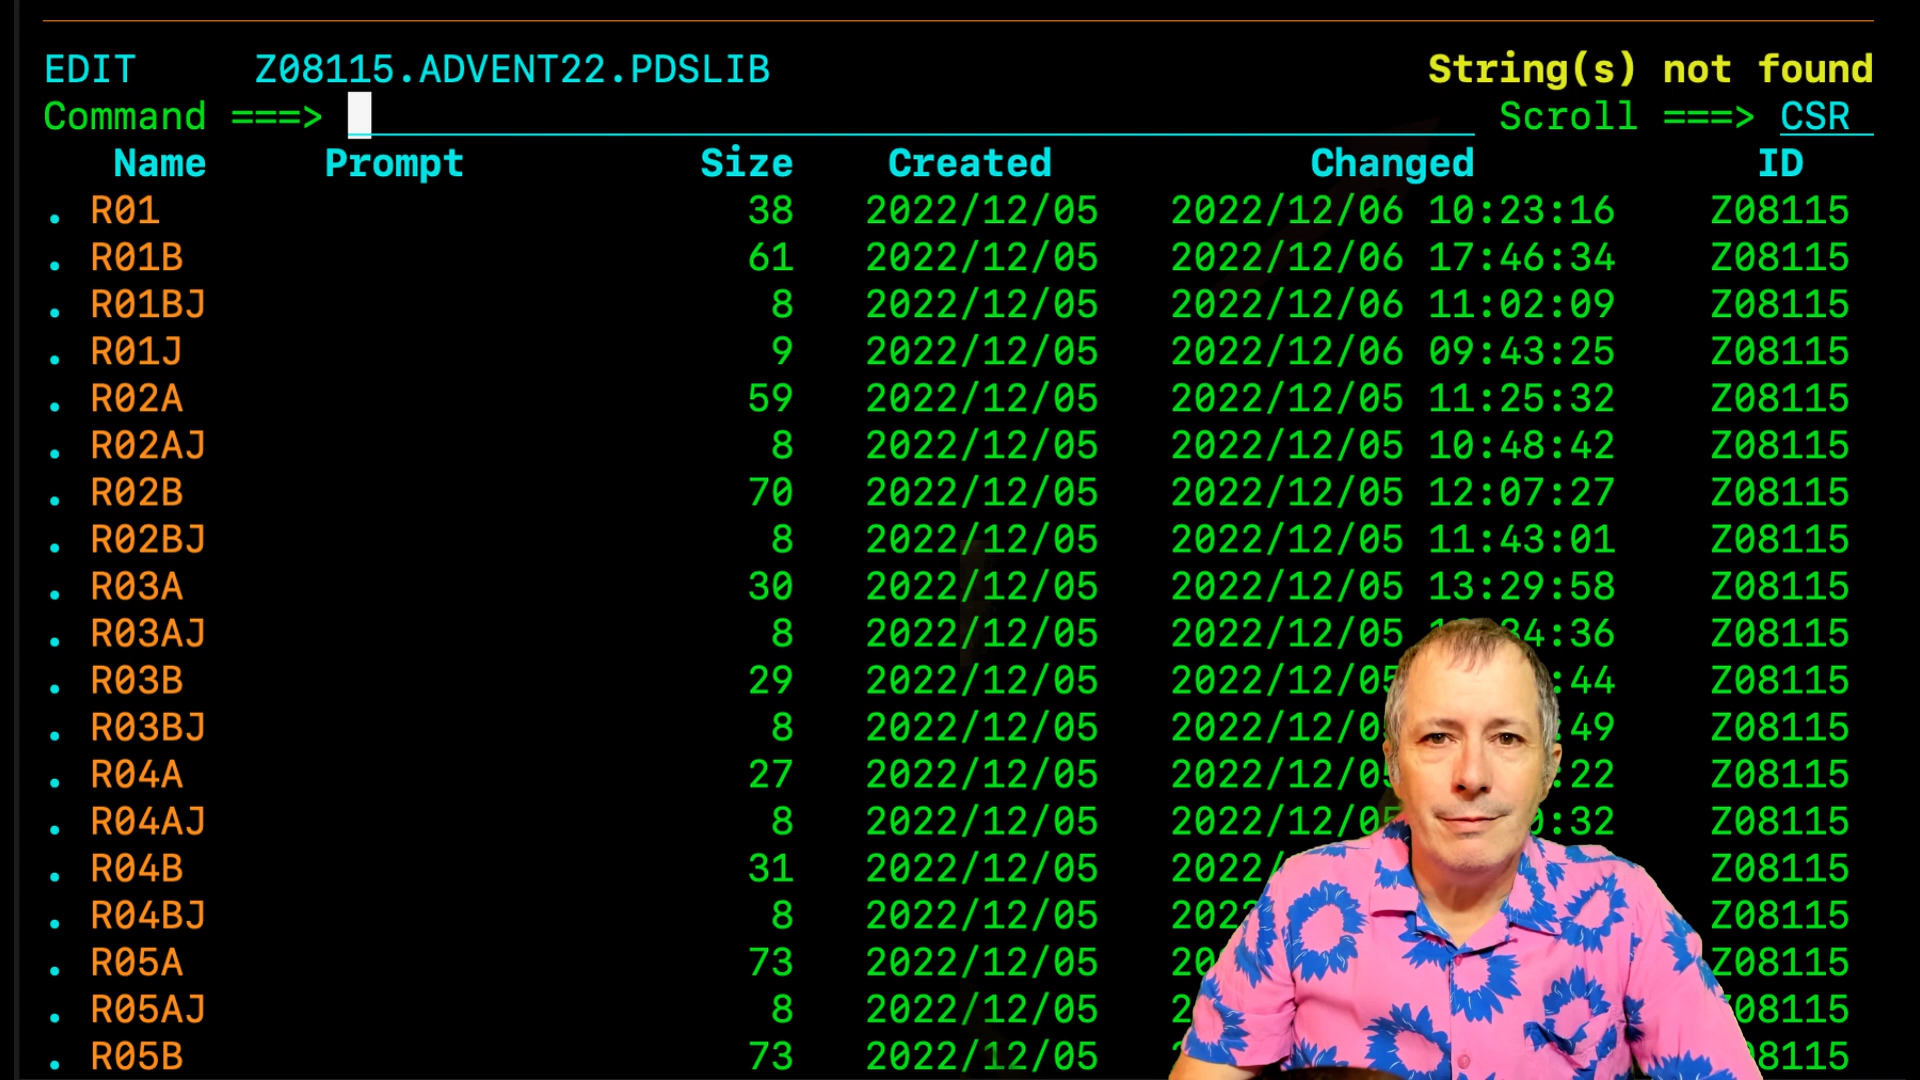 EDIT Z08115.ADVENT22.PDSLIB String(s) not found
Command ===> Scroll ===> CSR
Name Prompt Size Created Changed ID
. R01 38 2022/12/05 2022/12/06 10:23:16 Z08115
. R01B 61 2022/12/05 2022/12/06 17:46:34 Z08115
. R01BJ 8 2022/12/05 2022/12/06 11:02:09 Z08115
. R01J 9 2022/12/05 2022/12/06 09:43:25 Z08115
. R02A 59 2022/12/05 2022/12/05 11:25:32 Z08115
. R02AJ 8 2022/12/05 2022/12/05 10:48:42 Z08115
. R02B 70 2022/12/05 2022/12/05 12:07:27 Z08115
. R02BJ 8 2022/12/05 2022/12/05 11:43:01 Z08115
. R03A 30 2022/12/05 2022/12/05 13:29:58 Z08115
. R03AJ 8 2022/12/05 2022/12/05 Z08115
. R03B 29 2022/12/05 2022/12/05 :44 Z08115
. R03BJ 8 2022/12/05 :49 Z08115
. R04A 27 2022/12/05 :22 Z08115
. R04AJ 8 2022/12/05 :32 Z08115
. R04B 31 2022/12/05 Z08115
. R04BJ 8 2022/12/05 Z08115
. R05A 73 2022/12/05 Z08115
. R05AJ 8 2022/12/05
. R05B 73 2022/12/05